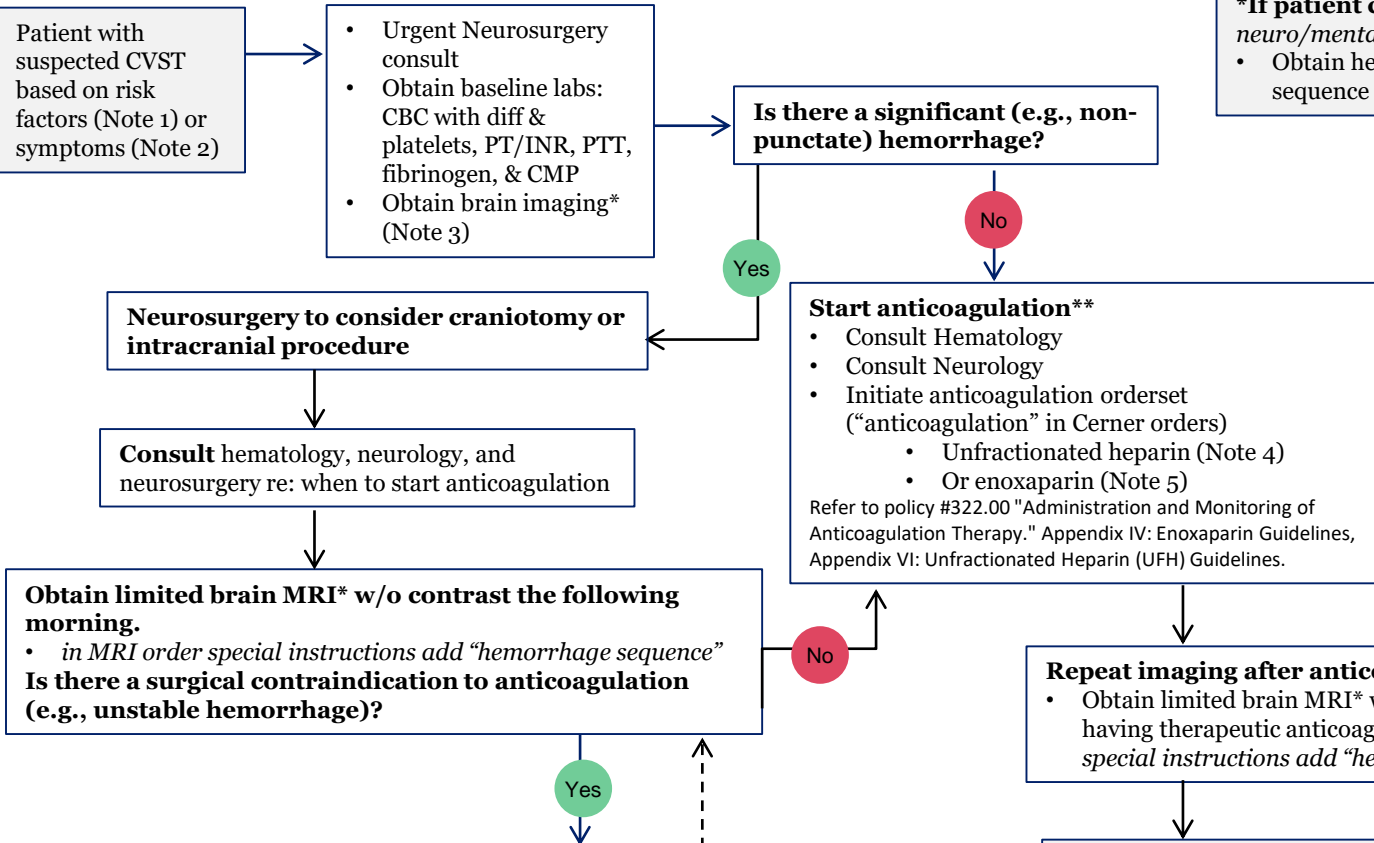 Patient with
suspected CVST
based on risk
factors (Note 1) or
symptoms (Note 2)
• Urgent Neurosurgery
consult
• Obtain baseline labs:
CBC with diff &
platelets, PT/INR, PTT,
fibrinogen, & CMP
• Obtain brain imaging*
(Note 3)
*If patient
neuro/menta
• Obtain he
sequence
Is there a significant (e.g., non-
punctate) hemorrhage?
No
Yes
Neurosurgery to consider craniotomy or
intracranial procedure
Start anticoagulation**
• Consult Hematology
• Consult Neurology
• Initiate anticoagulation orderset
(“anticoagulation” in Cerner orders)
• Unfractionated heparin (Note 4)
• Or enoxaparin (Note 5)
Refer to policy #322.00 "Administration and Monitoring of
Anticoagulation Therapy." Appendix IV: Enoxaparin Guidelines,
Appendix VI: Unfractionated Heparin (UFH) Guidelines.
Consult hematology, neurology, and
neurosurgery re: when to start anticoagulation
Obtain limited brain MRI* w/o contrast the following
morning.
• in MRI order special instructions add “hemorrhage sequence”
Is there a surgical contraindication to anticoagulation
(e.g., unstable hemorrhage)?
No
Yes
Repeat imaging after antic
• Obtain limited brain MRI*
having therapeutic anticoag
special instructions add “he